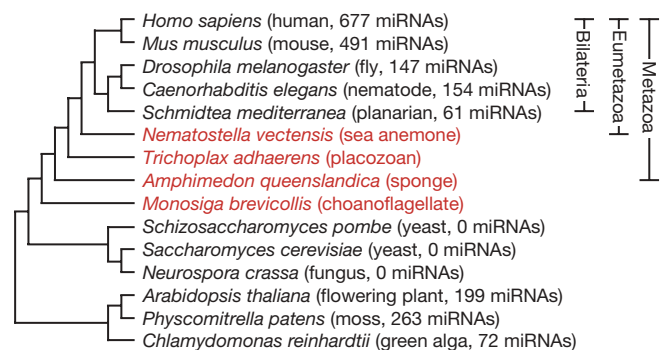 Homo sapiens (human, 677 miRNAs)
Mus musculus (mouse, 491 miRNAs)
Drosophila melanogaster (fly, 147 miRNAs)
Caenorhabditis elegans (nematode, 154 miRNAs)
Schmidtea mediterranea (planarian, 61 miRNAs)
Nematostella vectensis (sea anemone)
Trichoplax adhaerens (placozoan)
Amphimedon queenslandica (sponge)
Monosiga brevicollis (choanoflagellate)
Schizosaccharomyces pombe (yeast, 0 miRNAs)
Saccharomyces cerevisiae (yeast, 0 miRNAs)
Neurospora crassa (fungus, 0 miRNAs)
Arabidopsis thaliana (flowering plant, 199 miRNAs)
Physcomitrella patens (moss, 263 miRNAs)
Chlamydomonas reinhardtii (green alga, 72 miRNAs)
Bilateria
Eumetazoa
Metazoa